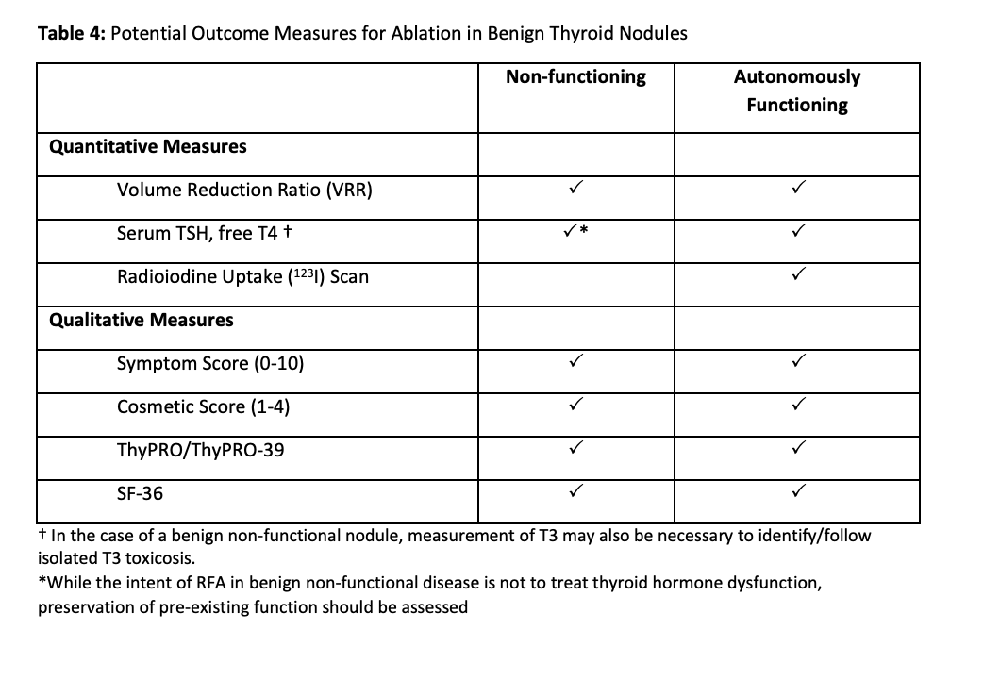 Table 4: Potential Outcome Measures for Ablation in Benign Thyroid Nodules
Non-functioning
Autonomously
Functioning
Quantitative Measures
Volume Reduction Ratio (VRR) ✓ ✓
Serum TSH, free T4 † ✓* ✓
Radioiodine Uptake (¹²³I) Scan ✓
Qualitative Measures
Symptom Score (0-10) ✓ ✓
Cosmetic Score (1-4) ✓ ✓
ThyPRO/ThyPRO-39 ✓ ✓
SF-36 ✓ ✓
† In the case of a benign non-functional nodule, measurement of T3 may also be necessary to identify/follow
isolated T3 toxicosis.
*While the intent of RFA in benign non-functional disease is not to treat thyroid hormone dysfunction,
preservation of pre-existing function should be assessed